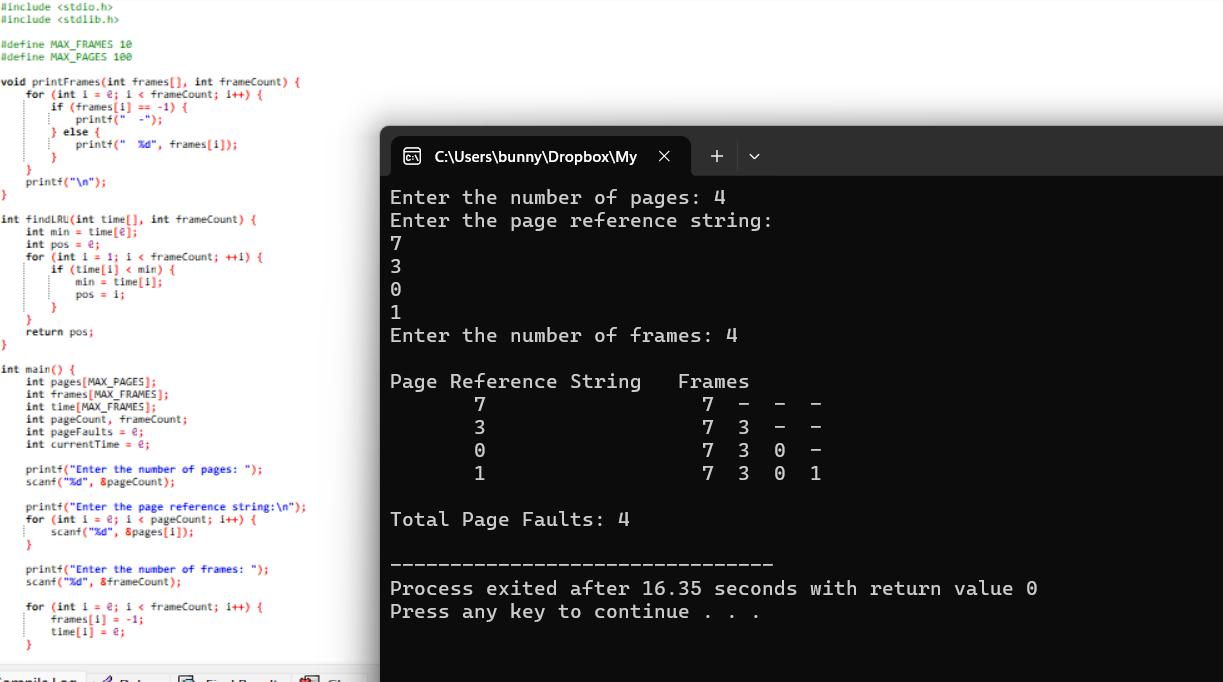 #include <stdio.h>
#include <stdlib.h>
#define MAX_FRAMES 10
#define MAX_PAGES 100
void printFrames(int frames[], int frameCount) {
for (int i = 0; i < frameCount; i++) {
if (frames[i] == -1) {
printf("  -");
} else {
printf("  %d", frames[i]);
}
}
printf("\n");
}
int findLRU(int time[], int frameCount) {
int min = time[0];
int pos = 0;
for (int i = 1; i < frameCount; ++i) {
if (time[i] < min) {
min = time[i];
pos = i;
}
}
return pos;
}
int main() {
int pages[MAX_PAGES];
int frames[MAX_FRAMES];
int time[MAX_FRAMES];
int pageCount, frameCount;
int pageFaults = 0;
int currentTime = 0;
printf("Enter the number of pages: ");
scanf("%d", &pageCount);
printf("Enter the page reference string:\n");
for (int i = 0; i < pageCount; i++) {
scanf("%d", &pages[i]);
}
printf("Enter the number of frames: ");
scanf("%d", &frameCount);
for (int i = 0; i < frameCount; i++) {
frames[i] = -1;
time[i] = 0;
}
C:\Users\bunny\Dropbox\My
Enter the number of pages: 4
Enter the page reference string:
7
3
0
1
Enter the number of frames: 4
Page Reference String   Frames
7                  7  -  -  -
3                  7  3  -  -
0                  7  3  0  -
1                  7  3  0  1
Total Page Faults: 4
--------------------------------
Process exited after 16.35 seconds with return value 0
Press any key to continue . . .